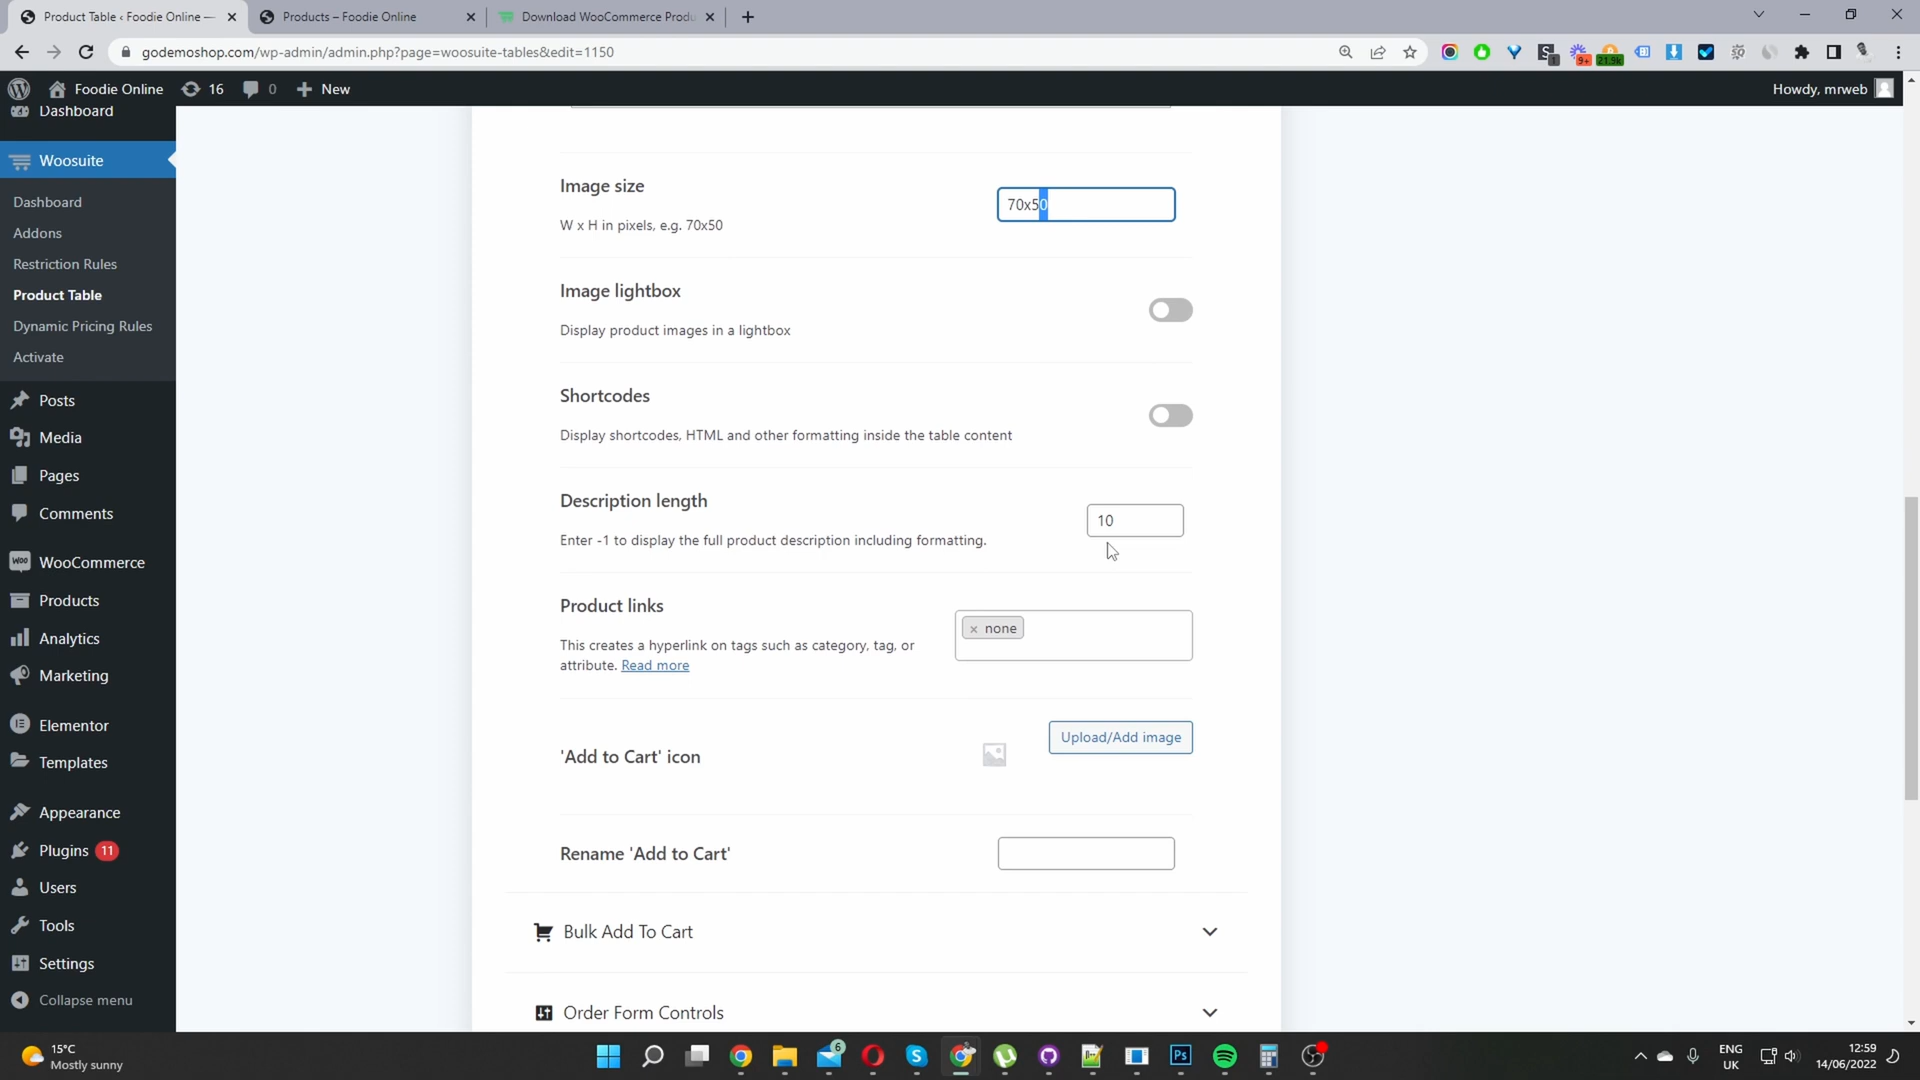 Product Table ‹ Foodie Online —
Products – Foodie Online
Download WooCommerce Produ
godemoshop.com/wp-admin/admin.php?page=woosuite-tables&edit=1150
1
9+
21.9k
Foodie Online
16
0
New
Howdy, mrweb
Dashboard
Woosuite
Dashboard
Addons
Restriction Rules
Product Table
Dynamic Pricing Rules
Activate
Posts
Media
Pages
Comments
WooCommerce
Products
Analytics
Marketing
Elementor
Templates
Appearance
Plugins 11
Users
Tools
Settings
Collapse menu
Image size
W x H in pixels, e.g. 70x50
70x50
Image lightbox
Display product images in a lightbox
Shortcodes
Display shortcodes, HTML and other formatting inside the table content
Description length
Enter -1 to display the full product description including formatting.
10
Product links
This creates a hyperlink on tags such as category, tag, or
attribute. Read more
× none
'Add to Cart' icon
Upload/Add image
Rename 'Add to Cart'
Bulk Add To Cart
Order Form Controls
15°C
Mostly sunny
6
Ps
ENG
UK
12:59
14/06/2022